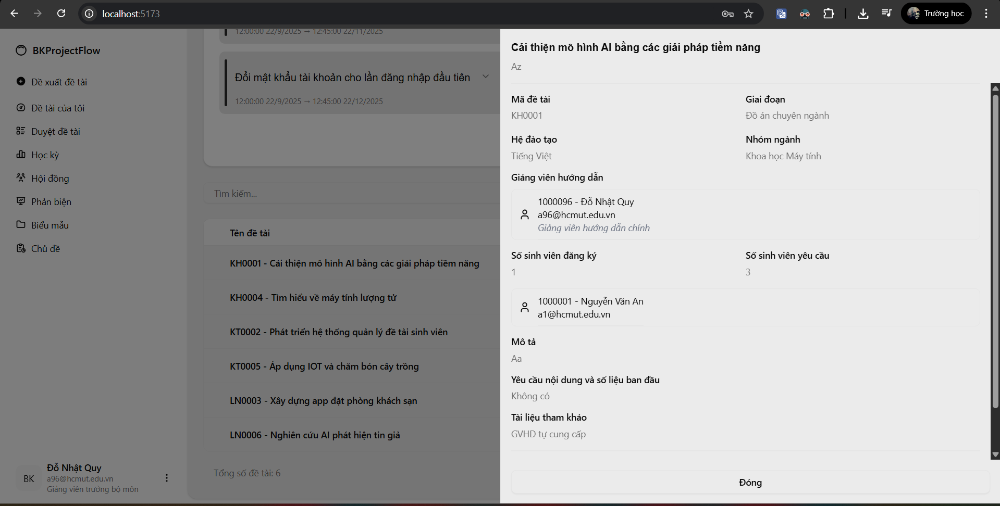 localhost:5173
Trường học
BKProjectFlow
Đề xuất đề tài
Đề tài của tôi
Duyệt đề tài
Học kỳ
Hội đồng
Phản biện
Biểu mẫu
Chủ đề
BK
Đỗ Nhật Quy
a96@hcmut.edu.vn
Giảng viên trưởng bộ môn
12:00:00 22/9/2025 → 12:45:00 22/11/2025
Đổi mật khẩu tài khoản cho lần đăng nhập đầu tiên
12:00:00 22/9/2025 → 12:45:00 22/12/2025
Tìm kiếm...
Tên đề tài
KH0001 - Cải thiện mô hình AI bằng các giải pháp tiềm năng
KH0004 - Tìm hiểu về máy tính lượng tử
KT0002 - Phát triển hệ thống quản lý đề tài sinh viên
KT0005 - Áp dụng IOT và chăm bón cây trồng
LN0003 - Xây dựng app đặt phòng khách sạn
LN0006 - Nghiên cứu AI phát hiện tin giả
Tổng số đề tài: 6
Cải thiện mô hình AI bằng các giải pháp tiềm năng
Az
Mã đề tài
KH0001
Giai đoạn
Đồ án chuyên ngành
Hệ đào tạo
Tiếng Việt
Nhóm ngành
Khoa học Máy tính
Giảng viên hướng dẫn
1000096 - Đỗ Nhật Quy
a96@hcmut.edu.vn
Giảng viên hướng dẫn chính
Số sinh viên đăng ký
1
Số sinh viên yêu cầu
3
1000001 - Nguyễn Văn An
a1@hcmut.edu.vn
Mô tả
Aa
Yêu cầu nội dung và số liệu ban đầu
Không có
Tài liệu tham khảo
GVHD tự cung cấp
Đóng